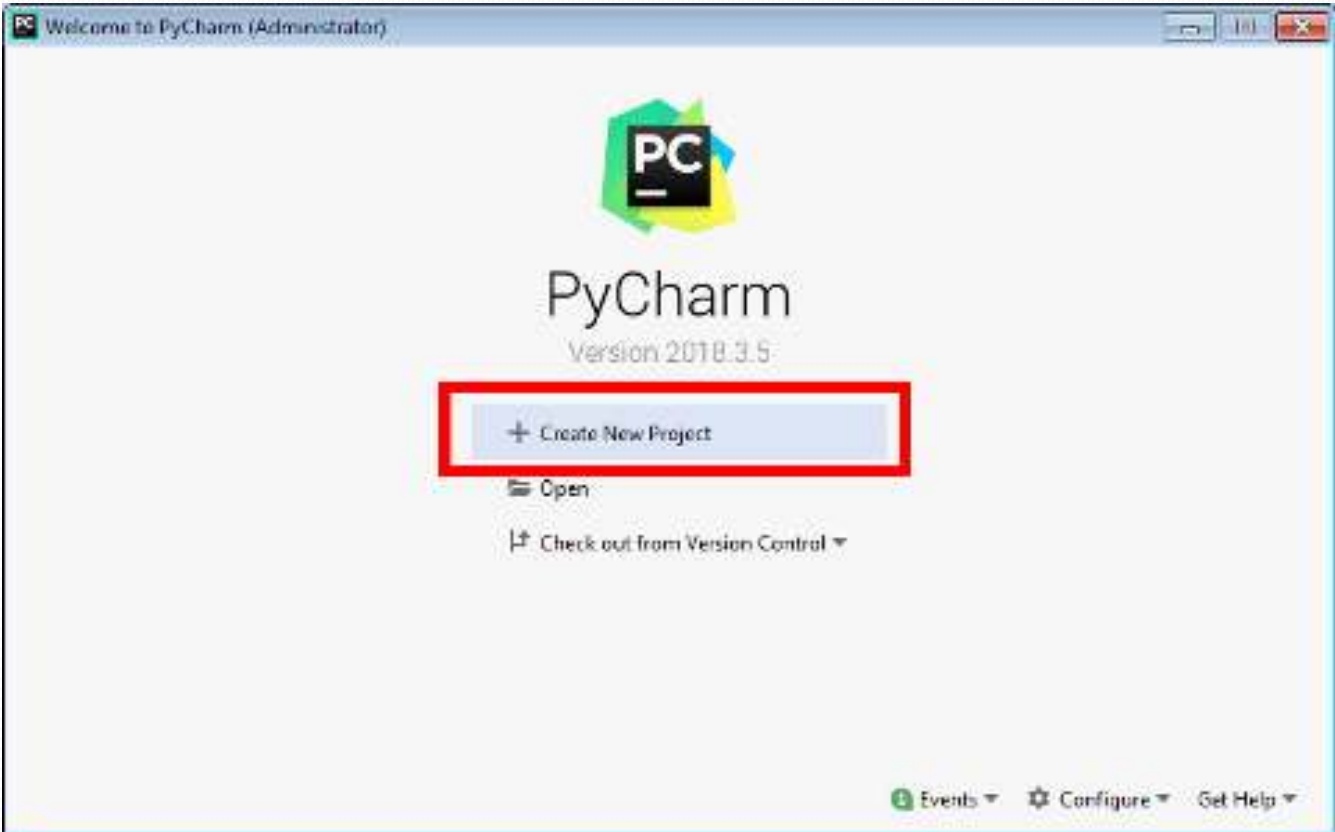 Welcome to PyCharm (Administrator)
PC
PyCharm
Version 2018.3.5
Create New Project
Open
Check out from Version Control
Events Configure Get Help